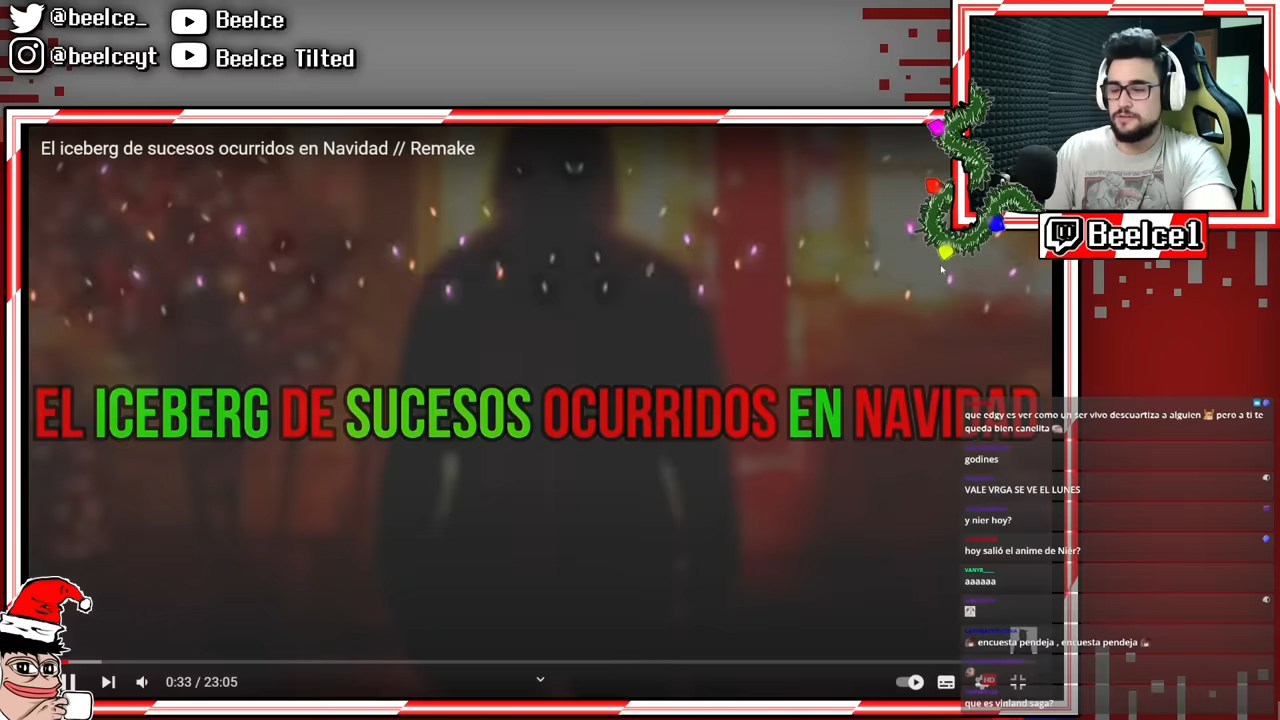 @beelce_
Beelce
@beelceyt
Beelce Tilted
El iceberg de sucesos ocurridos en Navidad // Remake
Beelce1
EL ICEBERG DE SUCESOS OCURRIDOS EN NAVIDAD
que edgy es ver como un ser vivo descuartiza a alguien pero a ti te
queda bien canelita
godines
VALE VRGA SE VE EL LUNES
y nier hoy?
hoy salió el anime de Nier?
VANYR____
aaaaaa
encuesta pendeja , encuesta pendeja
que es vinland saga?
0:33 / 23:05
HD